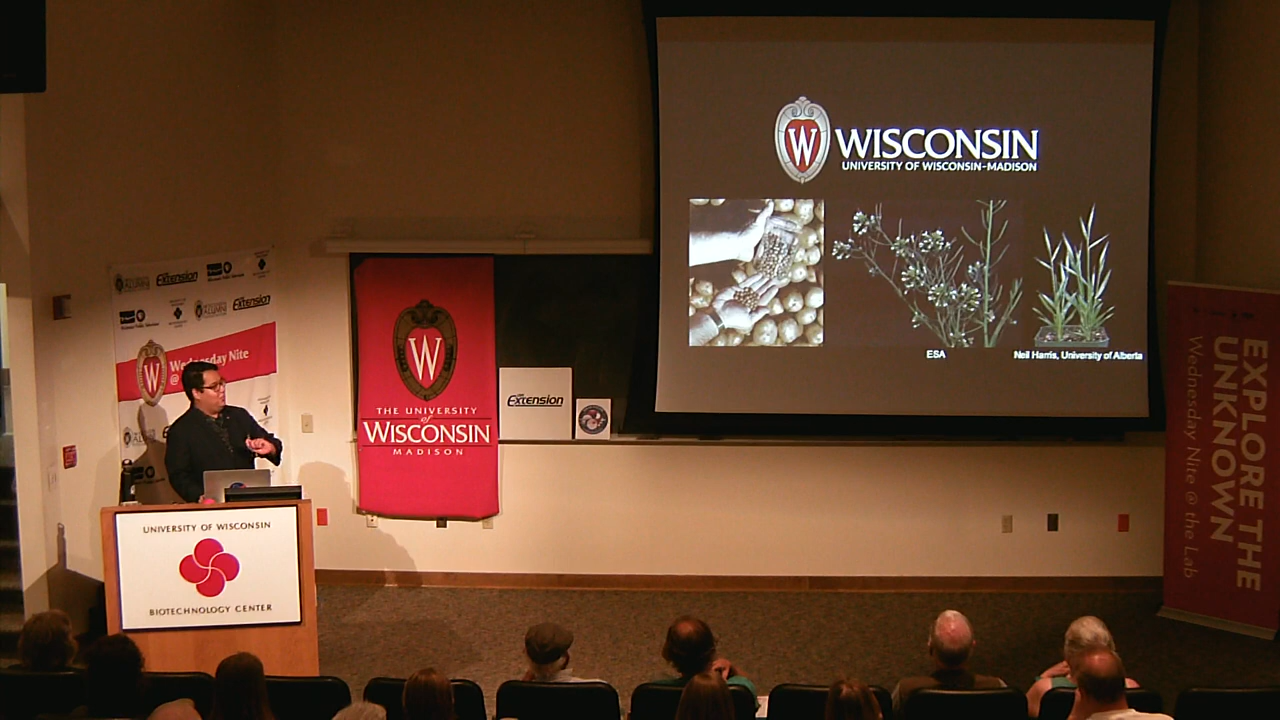 W
WISCONSIN
UNIVERSITY OF WISCONSIN-MADISON
ESA
Neil Harris, University of Alberta
Extension
Extension
Wednesday Nite
@
W
W
THE UNIVERSITY
of
WISCONSIN
MADISON
Extension
UNIVERSITY OF WISCONSIN
BIOTECHNOLOGY CENTER
EXPLORE THE
UNKNOWN
Wednesday Nite @ the Lab